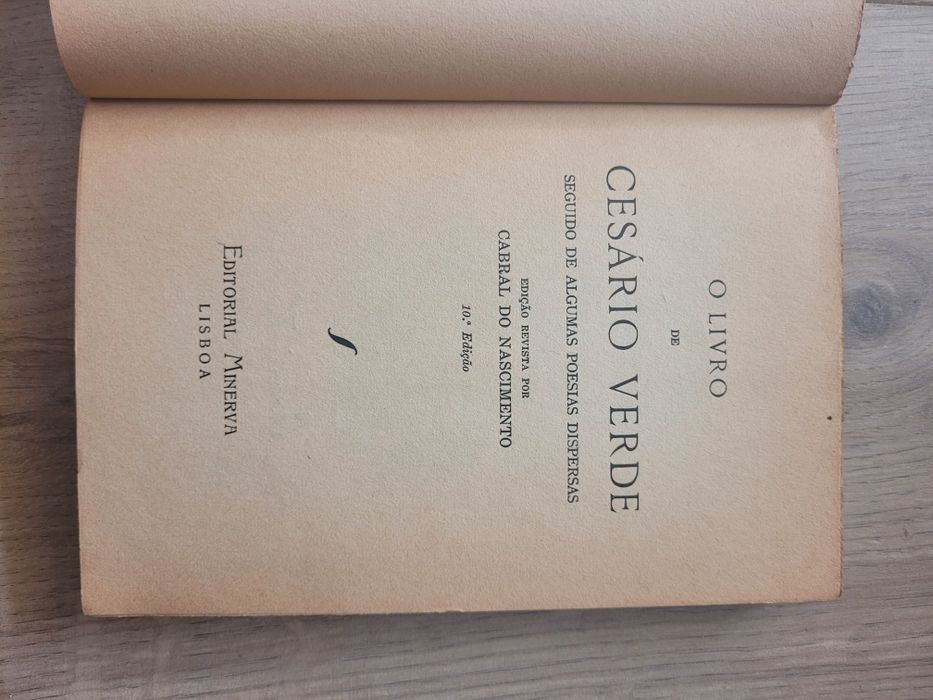 O LIVRO
DE
CESÁRIO VERDE
SEGUIDO DE ALGUMAS POESIAS DISPERSAS
EDIÇÃO REVISTA POR
CABRAL DO NASCIMENTO
10.ª Edição
EDITORIAL MINERVA
LISBOA